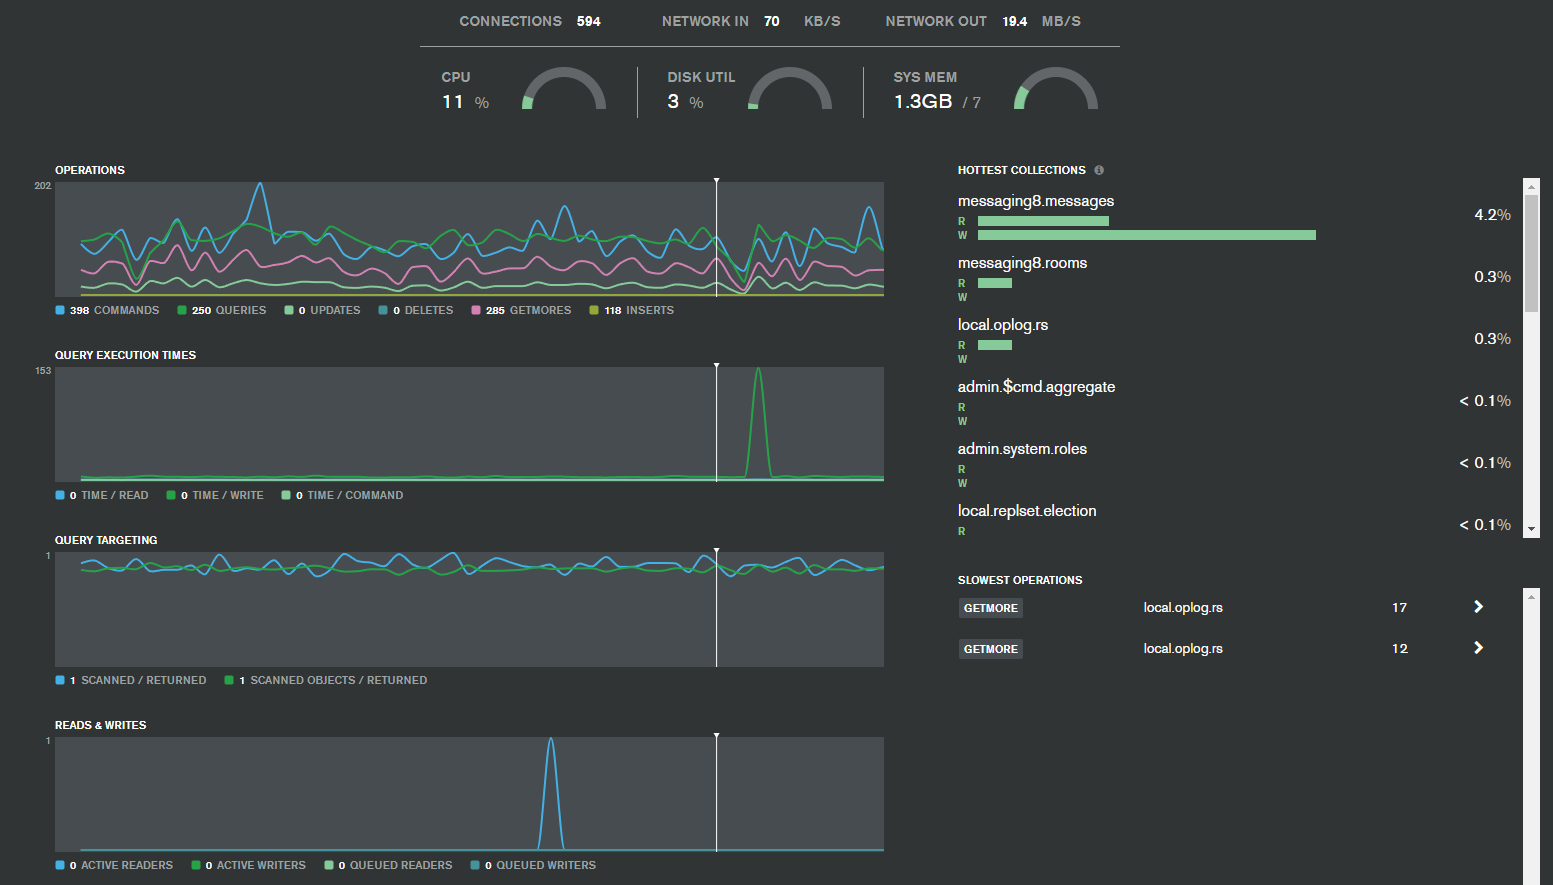 CONNECTIONS 594 NETWORK IN 70 KB/S NETWORK OUT 19.4 MB/S
CPU
11 %
DISK UTIL
3 %
SYS MEM
1.3GB / 7
OPERATIONS
202
398 COMMANDS 250 QUERIES 0 UPDATES 0 DELETES 285 GETMORES 118 INSERTS
QUERY EXECUTION TIMES
153
0 TIME / READ 0 TIME / WRITE 0 TIME / COMMAND
QUERY TARGETING
1
1 SCANNED / RETURNED 1 SCANNED OBJECTS / RETURNED
READS & WRITES
1
0 ACTIVE READERS 0 ACTIVE WRITERS 0 QUEUED READERS 0 QUEUED WRITERS
HOTTEST COLLECTIONS
messaging8.messages
R
W
4.2%
messaging8.rooms
R
W
0.3%
local.oplog.rs
R
W
0.3%
admin.$cmd.aggregate
R
W
< 0.1%
admin.system.roles
R
W
< 0.1%
local.replset.election
R
< 0.1%
SLOWEST OPERATIONS
GETMORE local.oplog.rs 17
GETMORE local.oplog.rs 12